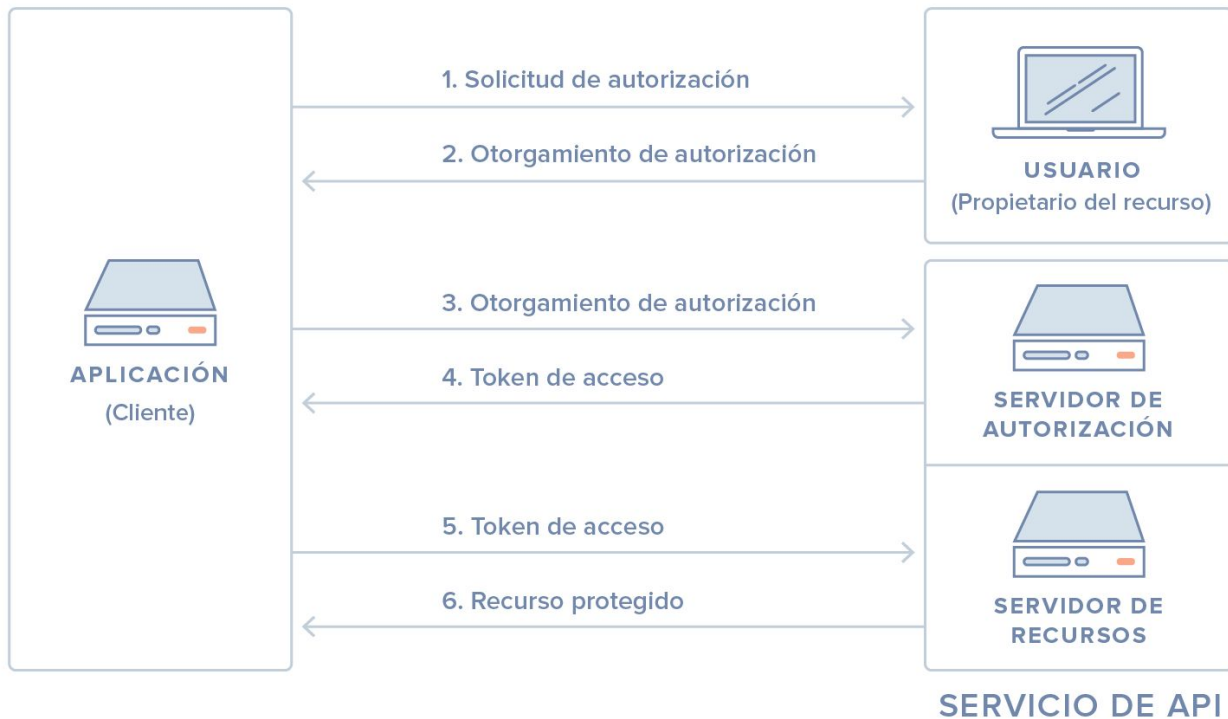 1. Solicitud de autorización
2. Otorgamiento de autorización
USUARIO
(Propietario del recurso)
3. Otorgamiento de autorización
4. Token de acceso
APLICACIÓN
(Cliente)
SERVIDOR DE
AUTORIZACIÓN
5. Token de acceso
6. Recurso protegido
SERVIDOR DE
RECURSOS
SERVICIO DE API